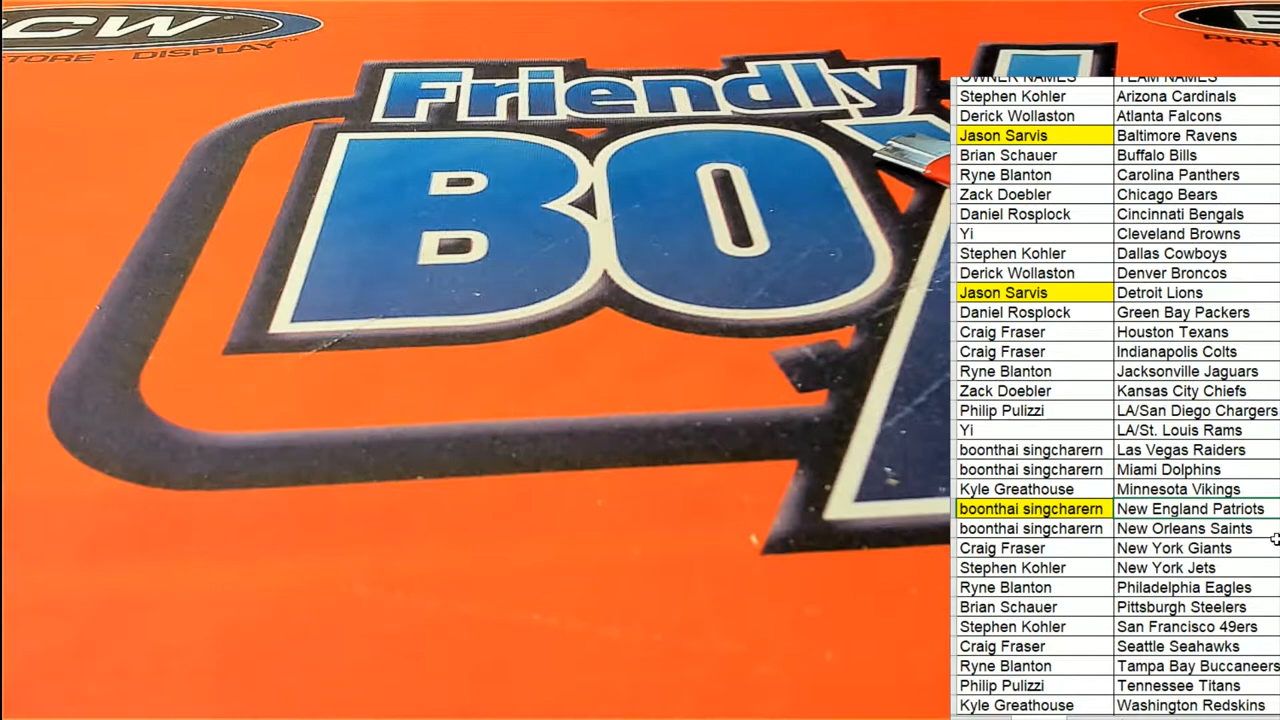 CW
TORE . DISPLAY™
Friendly
BO
OWNER NAMES TEAM NAMES
Stephen Kohler Arizona Cardinals
Derick Wollaston Atlanta Falcons
Jason Sarvis Baltimore Ravens
Brian Schauer Buffalo Bills
Ryne Blanton Carolina Panthers
Zack Doebler Chicago Bears
Daniel Rosplock Cincinnati Bengals
Yi Cleveland Browns
Stephen Kohler Dallas Cowboys
Derick Wollaston Denver Broncos
Jason Sarvis Detroit Lions
Daniel Rosplock Green Bay Packers
Craig Fraser Houston Texans
Craig Fraser Indianapolis Colts
Ryne Blanton Jacksonville Jaguars
Zack Doebler Kansas City Chiefs
Philip Pulizzi LA/San Diego Chargers
Yi LA/St. Louis Rams
boonthai singcharern Las Vegas Raiders
boonthai singcharern Miami Dolphins
Kyle Greathouse Minnesota Vikings
boonthai singcharern New England Patriots
boonthai singcharern New Orleans Saints
Craig Fraser New York Giants
Stephen Kohler New York Jets
Ryne Blanton Philadelphia Eagles
Brian Schauer Pittsburgh Steelers
Stephen Kohler San Francisco 49ers
Craig Fraser Seattle Seahawks
Ryne Blanton Tampa Bay Buccaneers
Philip Pulizzi Tennessee Titans
Kyle Greathouse Washington Redskins